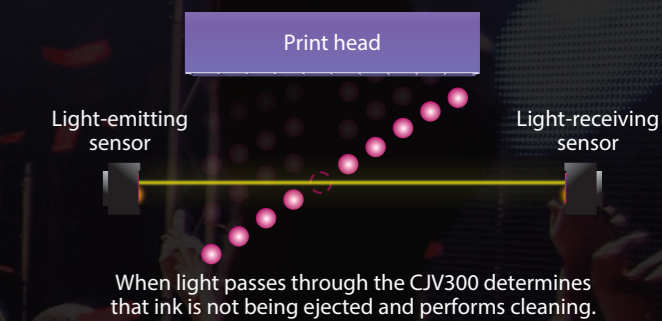 Print head
Light-emitting
sensor
Light-receiving
sensor
When light passes through the CJV300 determines
that ink is not being ejected and performs cleaning.